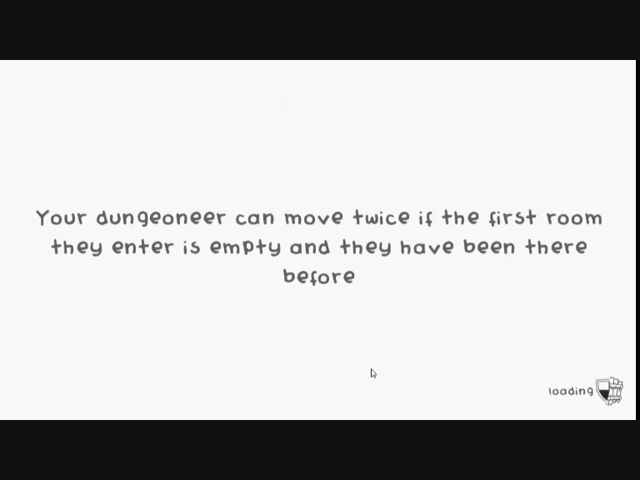 Your dungeoneer can move twice if the first room
they enter is empty and they have been there
before
loading